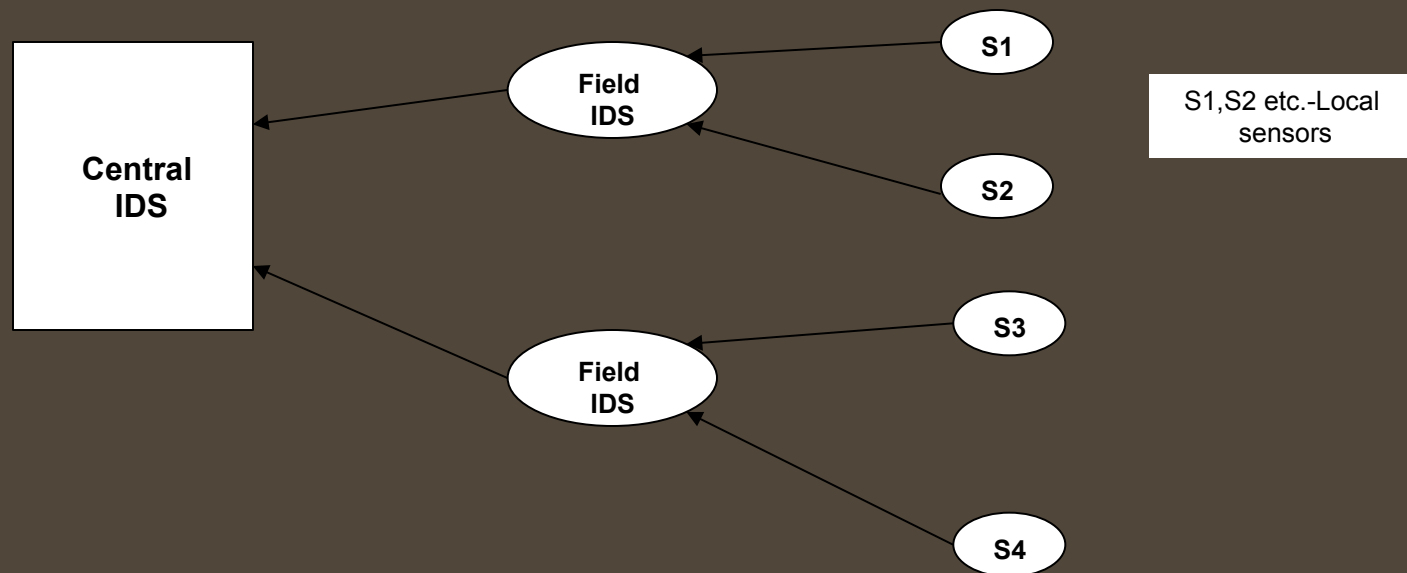 S1
Field
IDS
S1,S2 etc.-Local
sensors
Central
IDS
S2
S3
Field
IDS
S4